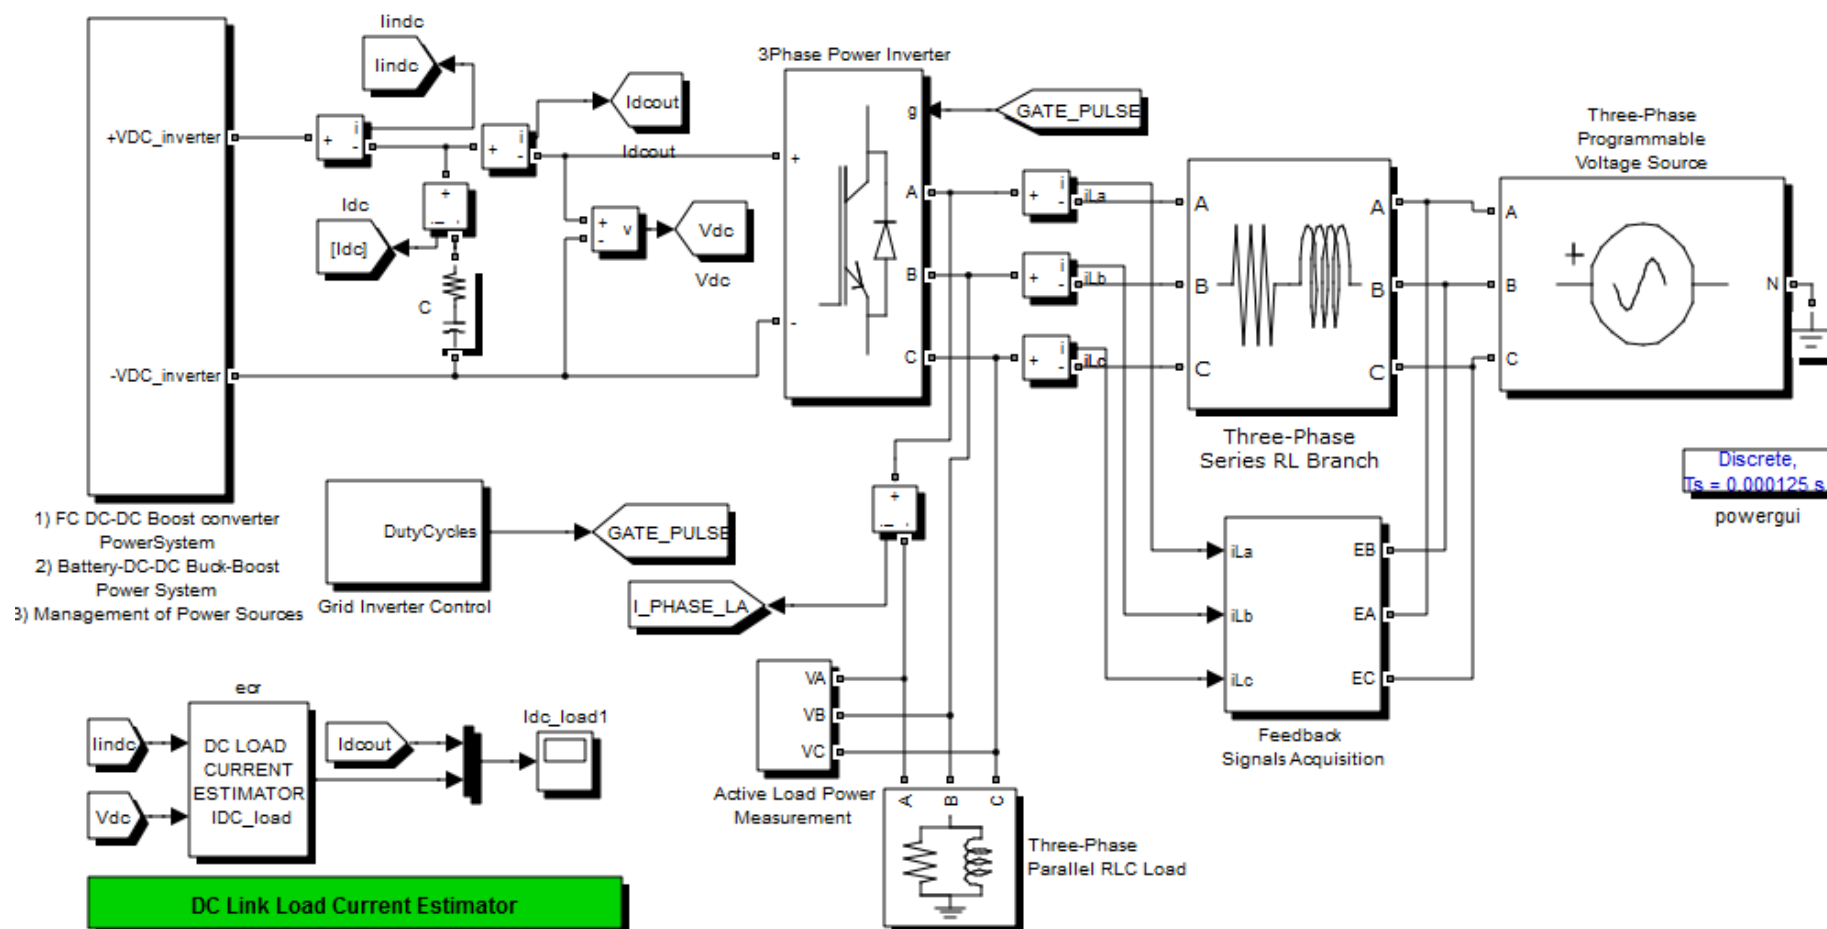 Iindc
Iindc
+VDC_inverter
-VDC_inverter
1) FC DC-DC Boost converter
PowerSystem
2) Battery-DC-DC Buck-Boost
Power System
3) Management of Power Sources
+
i
-
+
i
-
Idcout
Idcout
Idc
[Idc]
+
i
-
C
+
-
v
Vdc
Vdc
3Phase Power Inverter
g
+
-
A
B
C
GATE_PULSE
+
i
-
iLa
+
i
-
iLb
+
i
-
iLc
A
B
C
A
B
C
Three-Phase
Series RL Branch
Three-Phase
Programmable
Voltage Source
A
B
C
+
N
Discrete,
Ts = 0.000125 s.
powergui
DutyCycles
Grid Inverter Control
GATE_PULSE
+
i
-
I_PHASE_LA
VA
VB
VC
Active Load Power
Measurement
A
B
C
Three-Phase
Parallel RLC Load
iLa
iLb
iLc
EB
EA
EC
Feedback
Signals Acquisition
ecr
Iindc
Vdc
DC LOAD
CURRENT
ESTIMATOR
IDC_load
Idcout
Idc_load1
DC Link Load Current Estimator